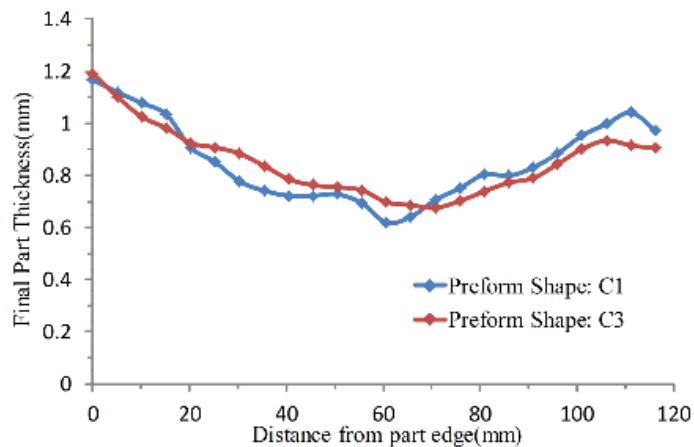 1.4
1.2
1
0.8
0.6
0.4
0.2
0
Final Part Thickness(mm)
Preform Shape: C1
Preform Shape: C3
0 20 40 60 80 100 120
Distance from part edge(mm)